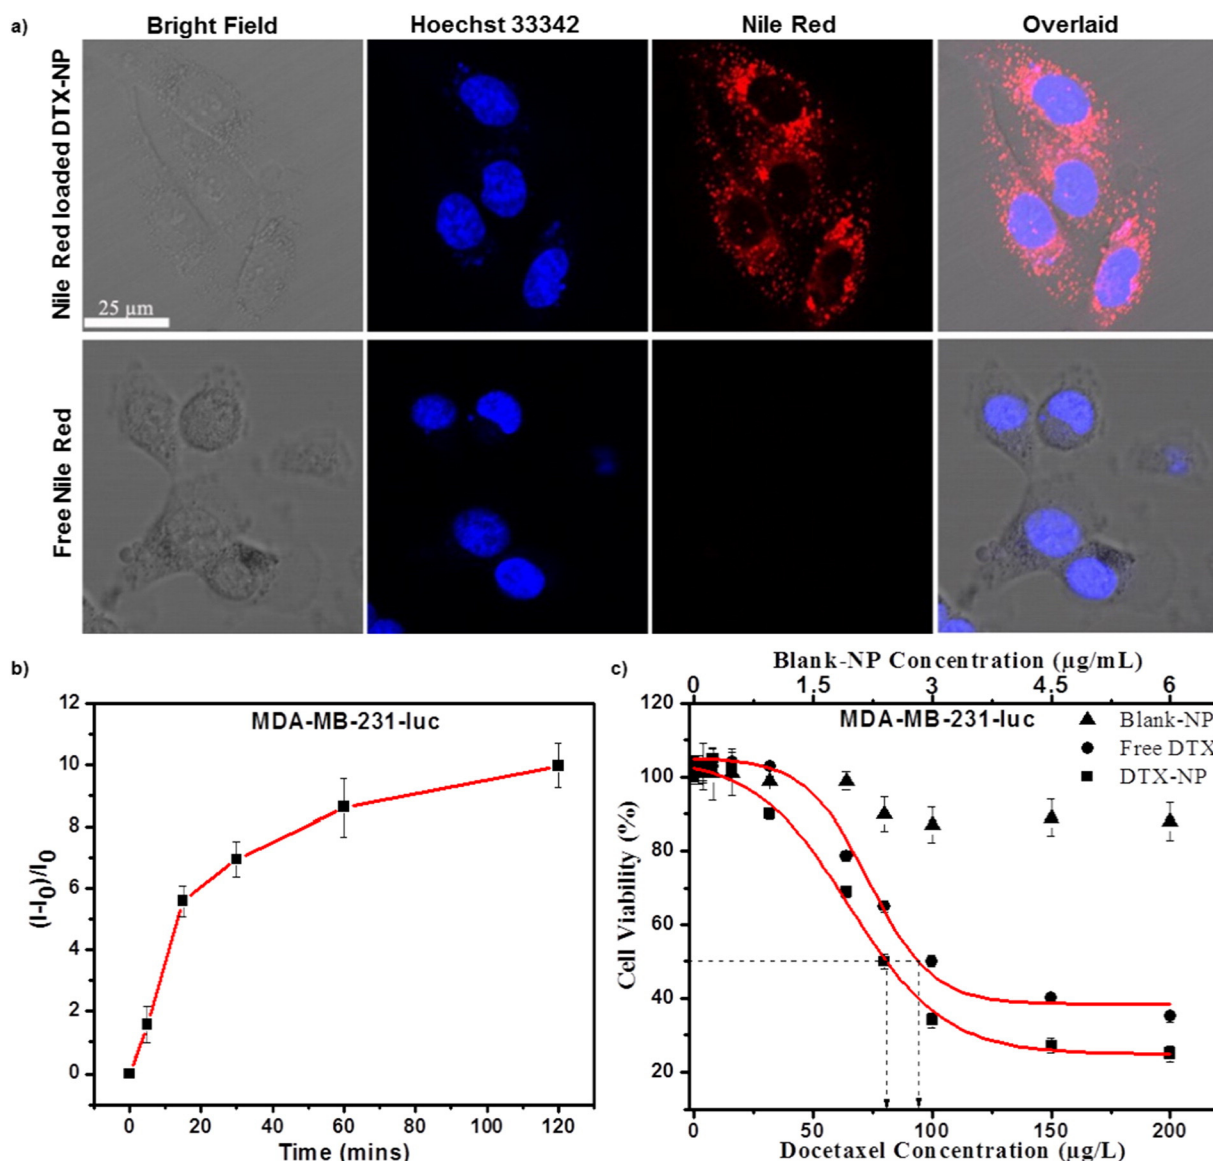 a)
Bright Field
Hoechst 33342
Nile Red
Overlaid
Nile Red loaded DTX-NP
25 µm
Free Nile Red
b)
12
10
8
6
4
2
0
MDA-MB-231-luc
(I-I0)/I0
0 20 40 60 80 100 120
Time (mins)
c)
Blank-NP Concentration (µg/mL)
0 1.5 3 4.5 6
120
100
80
60
40
20
MDA-MB-231-luc
Blank-NP
Free DTX
DTX-NP
Cell Viability (%)
0 50 100 150 200
Docetaxel Concentration (µg/L)